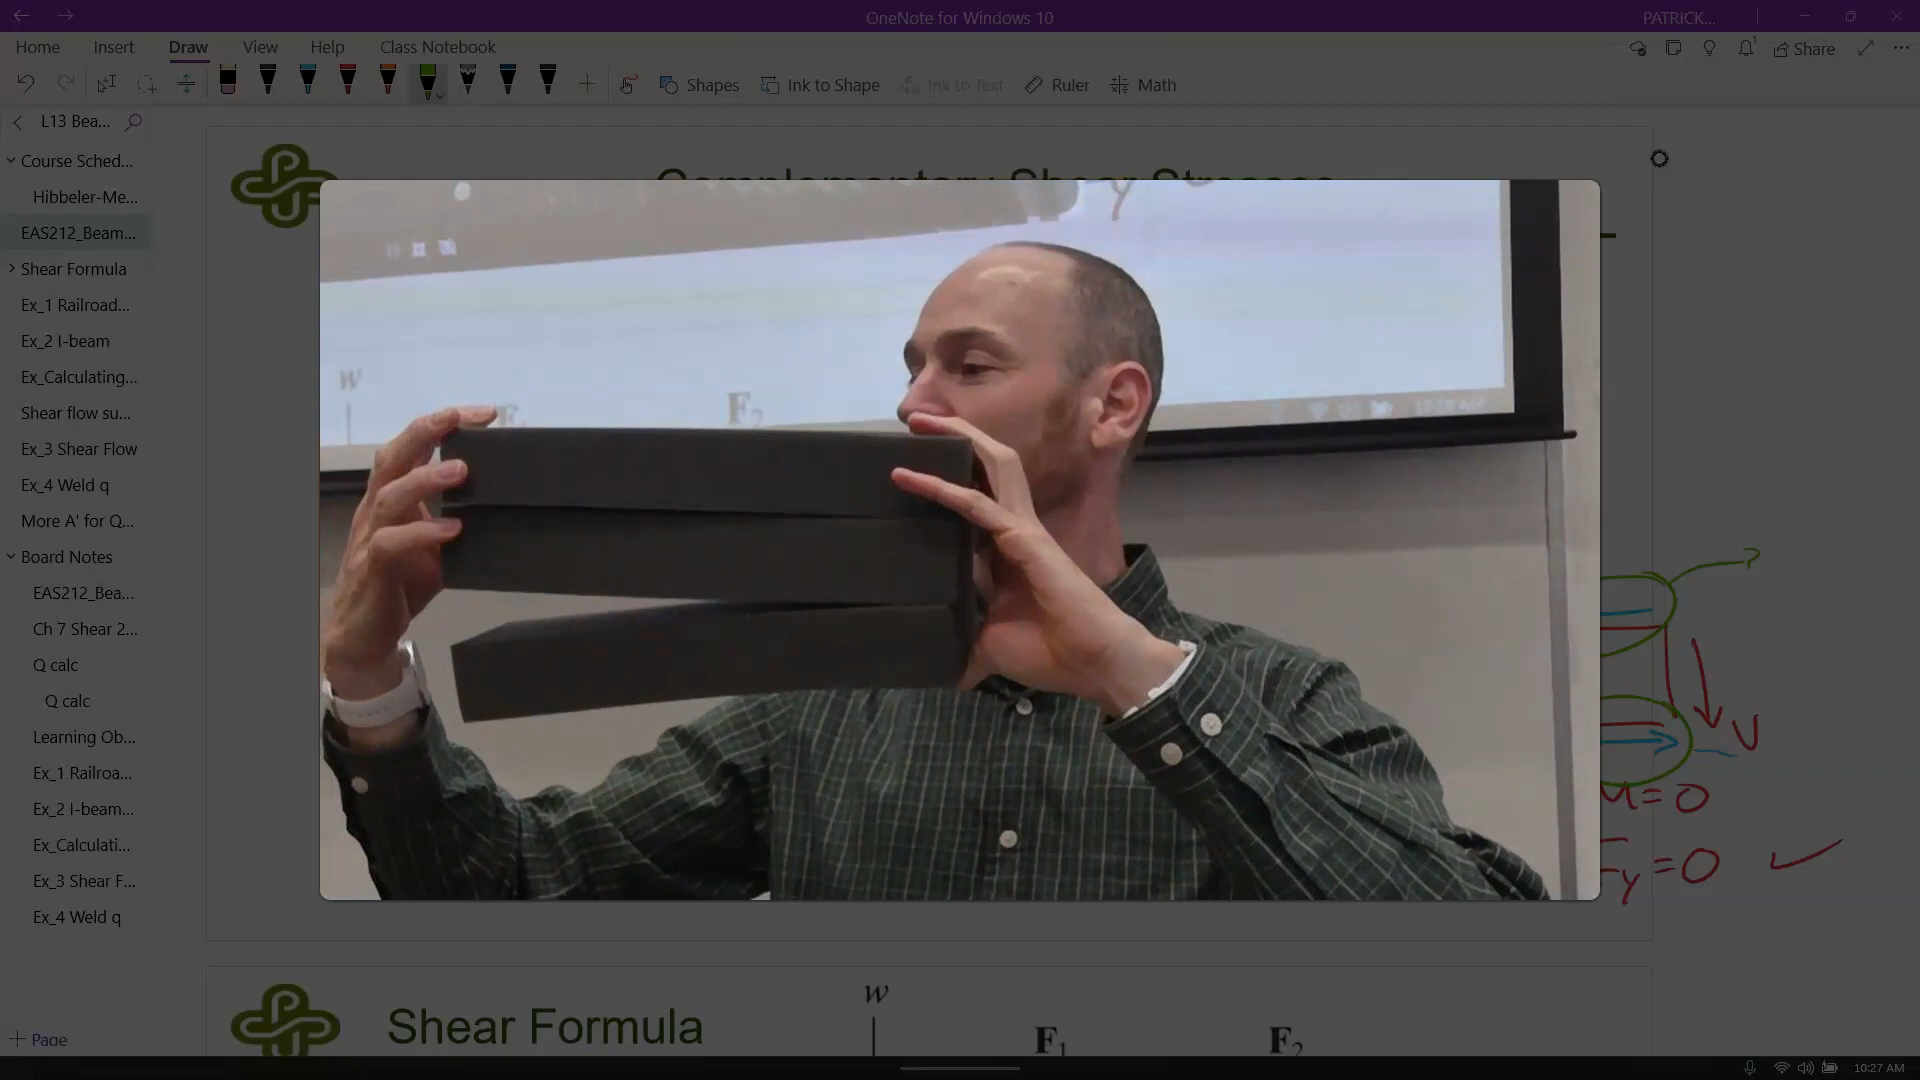 OneNote for Windows 10
PATRICK...
Home
Insert
Draw
View
Help
Class Notebook
Share
Shapes
Ink to Shape
Ink to Text
Ruler
Math
L13 Bea...
Course Sched...
Hibbeler-Me...
EAS212_Beam...
Shear Formula
Ex_1 Railroad...
Ex_2 I-beam
Ex_Calculating...
Shear flow su...
Ex_3 Shear Flow
Ex_4 Weld q
More A' for Q...
Board Notes
EAS212_Bea...
Ch 7 Shear 2...
Q calc
Q calc
Learning Ob...
Ex_1 Railroa...
Ex_2 I-beam...
Ex_Calculati...
Ex_3 Shear F...
Ex_4 Weld q
Page
Complementary Shear Stresses
y
w
F₂
V
M=0
Fy=0 ✓
Shear Formula
w
F₁
F₂
10:27 AM